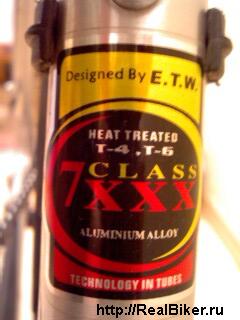 Designed By E.T.W.
HEAT TREATED
T-4, T-6
7 CLASS
XXX
ALUMINIUM ALLOY
TECHNOLOGY IN TUBES
http://RealBiker.ru